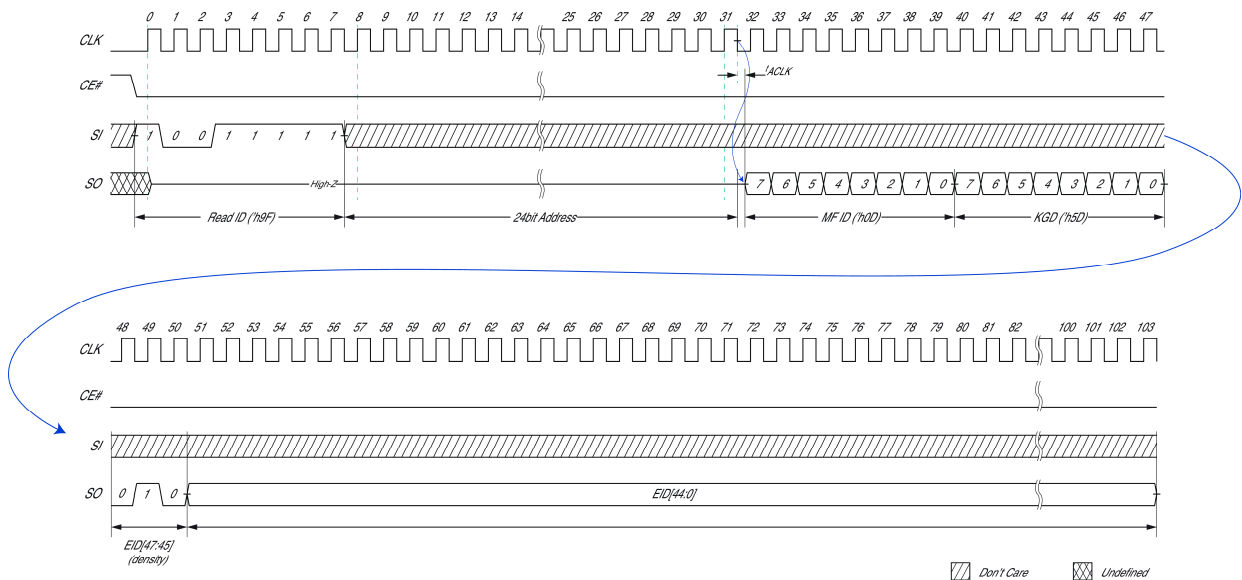 0 1 2 3 4 5 6 7 8 9 10 11 12 13 14 25 26 27 28 29 30 31 32 33 34 35 36 37 38 39 40 41 42 43 44 45 46 47
CLK
tACLK
CE#
SI 1 0 0 1 1 1 1 1
SO High-Z 7 6 5 4 3 2 1 0 7 6 5 4 3 2 1 0
Read ID ('h9F) 24bit Address MF ID ('h0D) KGD ('h5D)
48 49 50 51 52 53 54 55 56 57 58 59 60 61 62 63 64 65 66 67 68 69 70 71 72 73 74 75 76 77 78 79 80 81 82 100 101 102 103
CLK
CE#
SI
SO 0 1 0 EID[44:0]
EID[47:45]
(density)
Don't Care Undefined